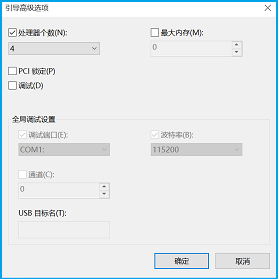 引导高级选项
处理器个数(N):
最大内存(M):
4
0
PCI 锁定(P)
调试(D)
全局调试设置
调试端口(E):
波特率(B):
COM1:
115200
通道(C):
0
USB 目标名(T):
确定
取消